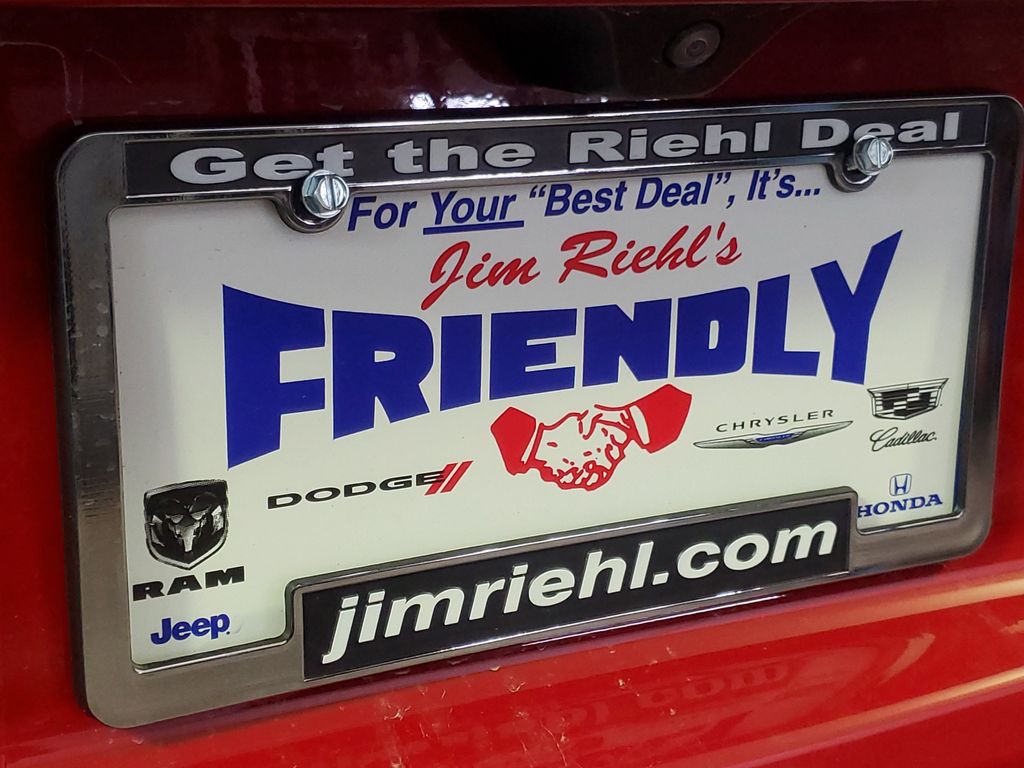 Get the Riehl Deal
For Your "Best Deal", It's...
Jim Riehl's
FRIENDLY
CHRYSLER
Cadillac
DODGE
HONDA
RAM
Jeep
jimriehl.com